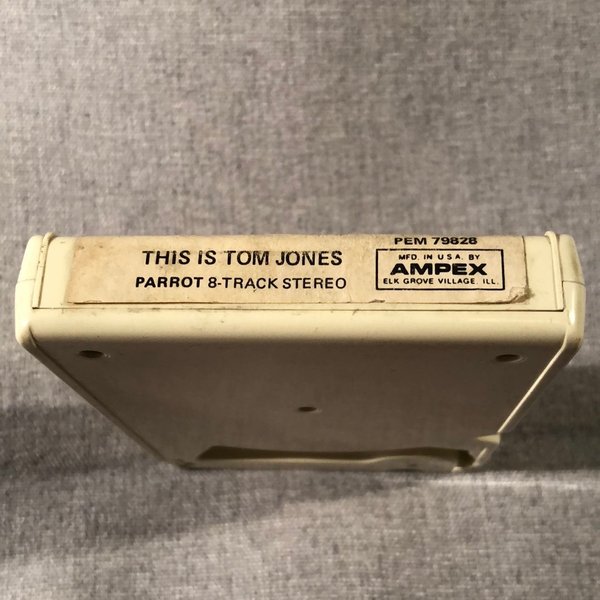 THIS IS TOM JONES
PARROT 8-TRACK STEREO
PEM 79828
MFD. IN U.S.A. BY
AMPEX
ELK GROVE VILLAGE, ILL.